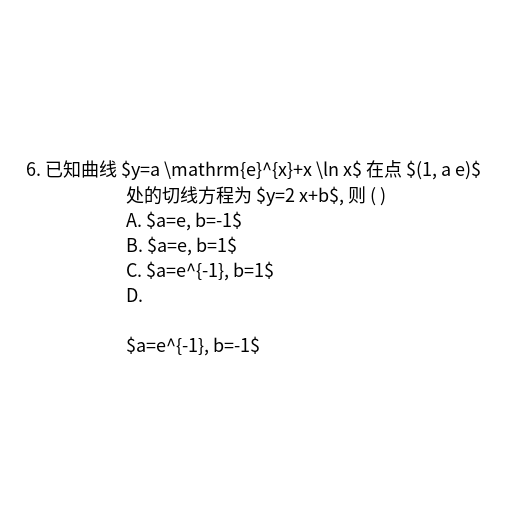 6. 已知曲线 $y=a \mathrm{e}^{x}+x \ln x$ 在点 $(1, a e)$
处的切线方程为 $y=2 x+b$, 则 ( )
A. $a=e, b=-1$
B. $a=e, b=1$
C. $a=e^{-1}, b=1$
D.
$a=e^{-1}, b=-1$